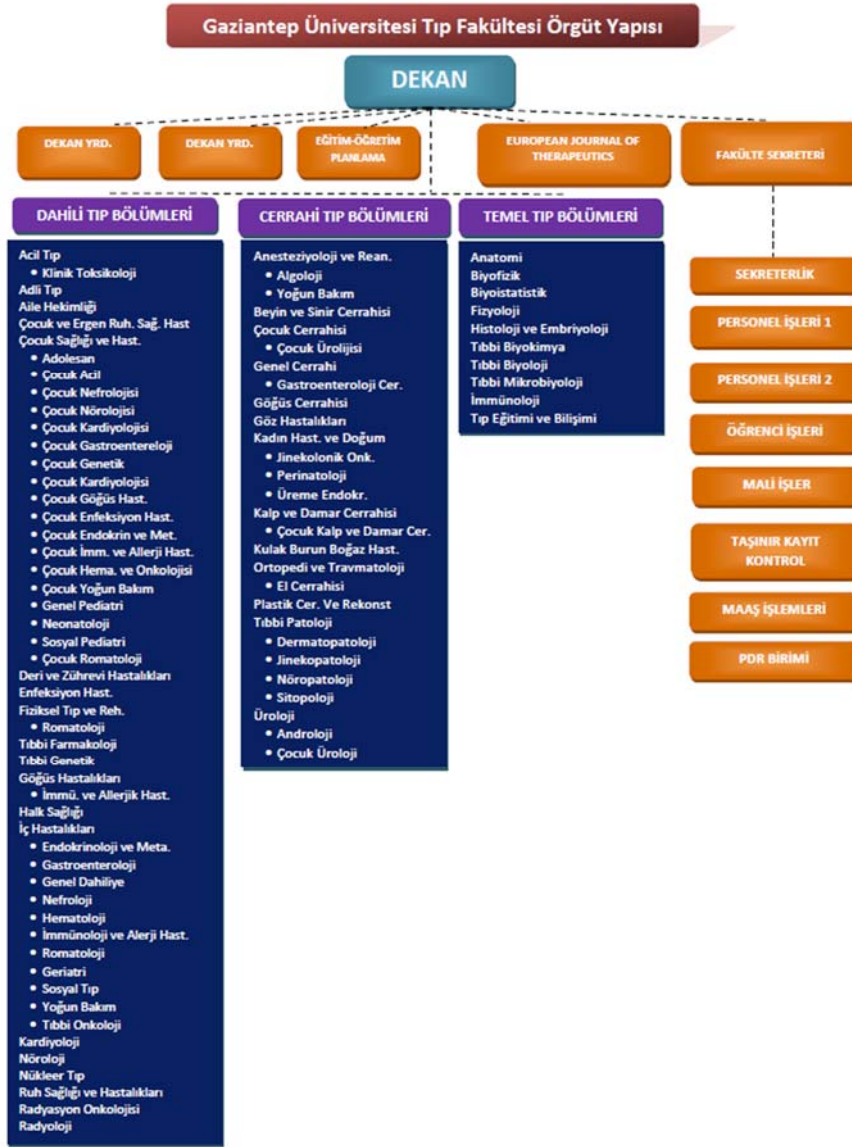 Gaziantep Üniversitesi Tıp Fakültesi Örgüt Yapısı
DEKAN
DEKAN YRD.
DEKAN YRD.
EĞİTİM-ÖĞRETİM
PLANLAMA
EUROPEAN JOURNAL OF
THERAPEUTICS
FAKÜLTE SEKRETERİ
DAHİLİ TIP BÖLÜMLERİ
Acil Tıp
• Klinik Toksikoloji
Adli Tıp
Aile Hekimliği
Çocuk ve Ergen Ruh. Sağ. Hast
Çocuk Sağlığı ve Hast.
• Adolesan
• Çocuk Acil
• Çocuk Nefrolojisi
• Çocuk Nörolojisi
• Çocuk Kardiyolojisi
• Çocuk Gastroentereloji
• Çocuk Genetik
• Çocuk Kardiyolojisi
• Çocuk Göğüs Hast.
• Çocuk Enfeksiyon Hast.
• Çocuk Endokrin ve Met.
• Çocuk İmm. ve Allerji Hast.
• Çocuk Hema. ve Onkolojisi
• Çocuk Yoğun Bakım
• Genel Pediatri
• Neonatoloji
• Sosyal Pediatri
• Çocuk Romatoloji
Deri ve Zührevi Hastalıkları
Enfeksiyon Hast.
Fiziksel Tıp ve Reh.
• Romatoloji
Tıbbi Farmakoloji
Tıbbi Genetik
Göğüs Hastalıkları
• İmmü. ve Allerjik Hast.
Halk Sağlığı
İç Hastalıkları
• Endokrinoloji ve Meta.
• Gastroenteroloji
• Genel Dahiliye
• Nefroloji
• Hematoloji
• İmmünoloji ve Alerji Hast.
• Romatoloji
• Geriatri
• Sosyal Tıp
• Yoğun Bakım
• Tıbbi Onkoloji
Kardiyoloji
Nöroloji
Nükleer Tıp
Ruh Sağlığı ve Hastalıkları
Radyasyon Onkolojisi
Radyoloji
CERRAHİ TIP BÖLÜMLERİ
Anesteziyoloji ve Rean.
• Algoloji
• Yoğun Bakım
Beyin ve Sinir Cerrahisi
Çocuk Cerrahisi
• Çocuk Ürolijisi
Genel Cerrahi
• Gastroenteroloji Cer.
Göğüs Cerrahisi
Göz Hastalıkları
Kadın Hast. ve Doğum
• Jinekolonik Onk.
• Perinatoloji
• Üreme Endokr.
Kalp ve Damar Cerrahisi
• Çocuk Kalp ve Damar Cer.
Kulak Burun Boğaz Hast.
Ortopedi ve Travmatoloji
• El Cerrahisi
Plastik Cer. Ve Rekonst
Tıbbi Patoloji
• Dermatopatoloji
• Jinekopatoloji
• Nöropatoloji
• Sitopoloji
Üroloji
• Androloji
• Çocuk Üroloji
TEMEL TIP BÖLÜMLERİ
Anatomi
Biyofizik
Biyoistatistik
Fizyoloji
Histoloji ve Embriyoloji
Tıbbi Biyokimya
Tıbbi Biyoloji
Tıbbi Mikrobiyoloji
İmmünoloji
Tıp Eğitimi ve Bilişimi
SEKRETERLİK
PERSONEL İŞLERİ 1
PERSONEL İŞLERİ 2
ÖĞRENCİ İŞLERİ
MALİ İŞLER
TAŞINIR KAYIT
KONTROL
MAAŞ İŞLEMLERİ
PDR BİRİMİ